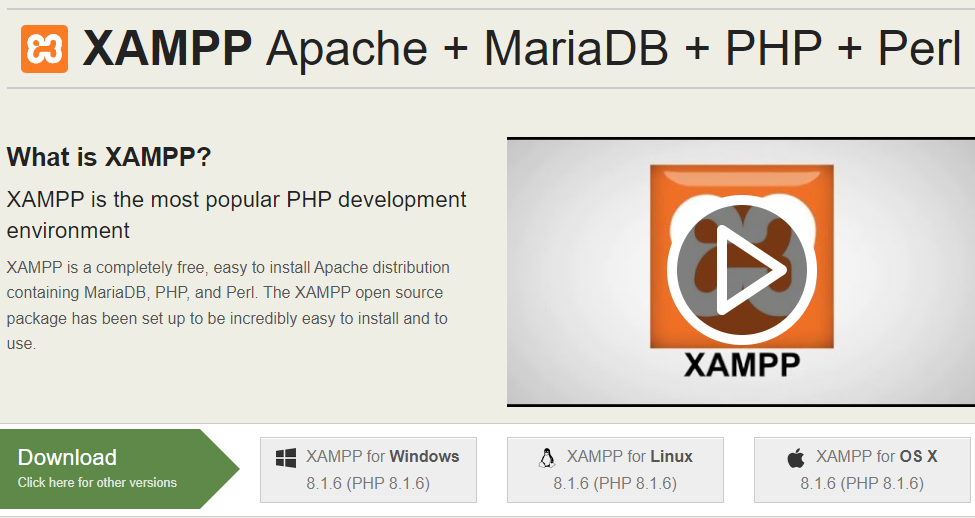 XAMPP Apache + MariaDB + PHP + Perl
What is XAMPP?
XAMPP is the most popular PHP development
environment
XAMPP is a completely free, easy to install Apache distribution
containing MariaDB, PHP, and Perl. The XAMPP open source
package has been set up to be incredibly easy to install and to
use.
XAMPP
Download
Click here for other versions
XAMPP for Windows
8.1.6 (PHP 8.1.6)
XAMPP for Linux
8.1.6 (PHP 8.1.6)
XAMPP for OS X
8.1.6 (PHP 8.1.6)